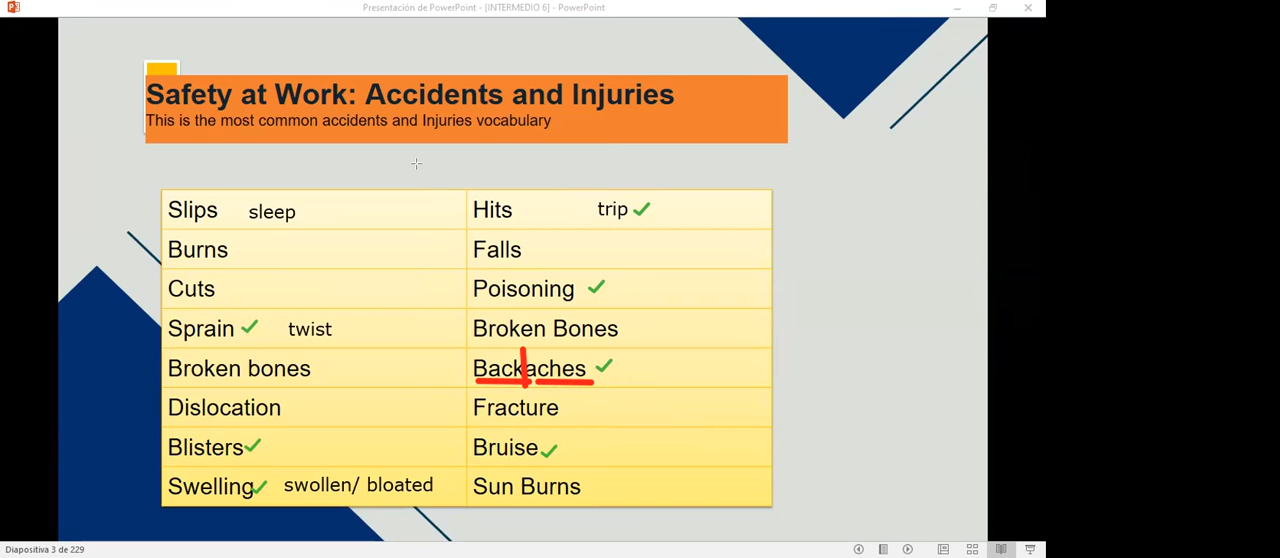 Presentación de PowerPoint - [INTERMEDIO 6] - PowerPoint
Safety at Work: Accidents and Injuries
This is the most common accidents and Injuries vocabulary
Slips sleep Hits trip
Burns Falls
Cuts Poisoning
Sprain twist Broken Bones
Broken bones Backaches
Dislocation Fracture
Blisters Bruise
Swelling swollen/ bloated Sun Burns
Diapositiva 3 de 229